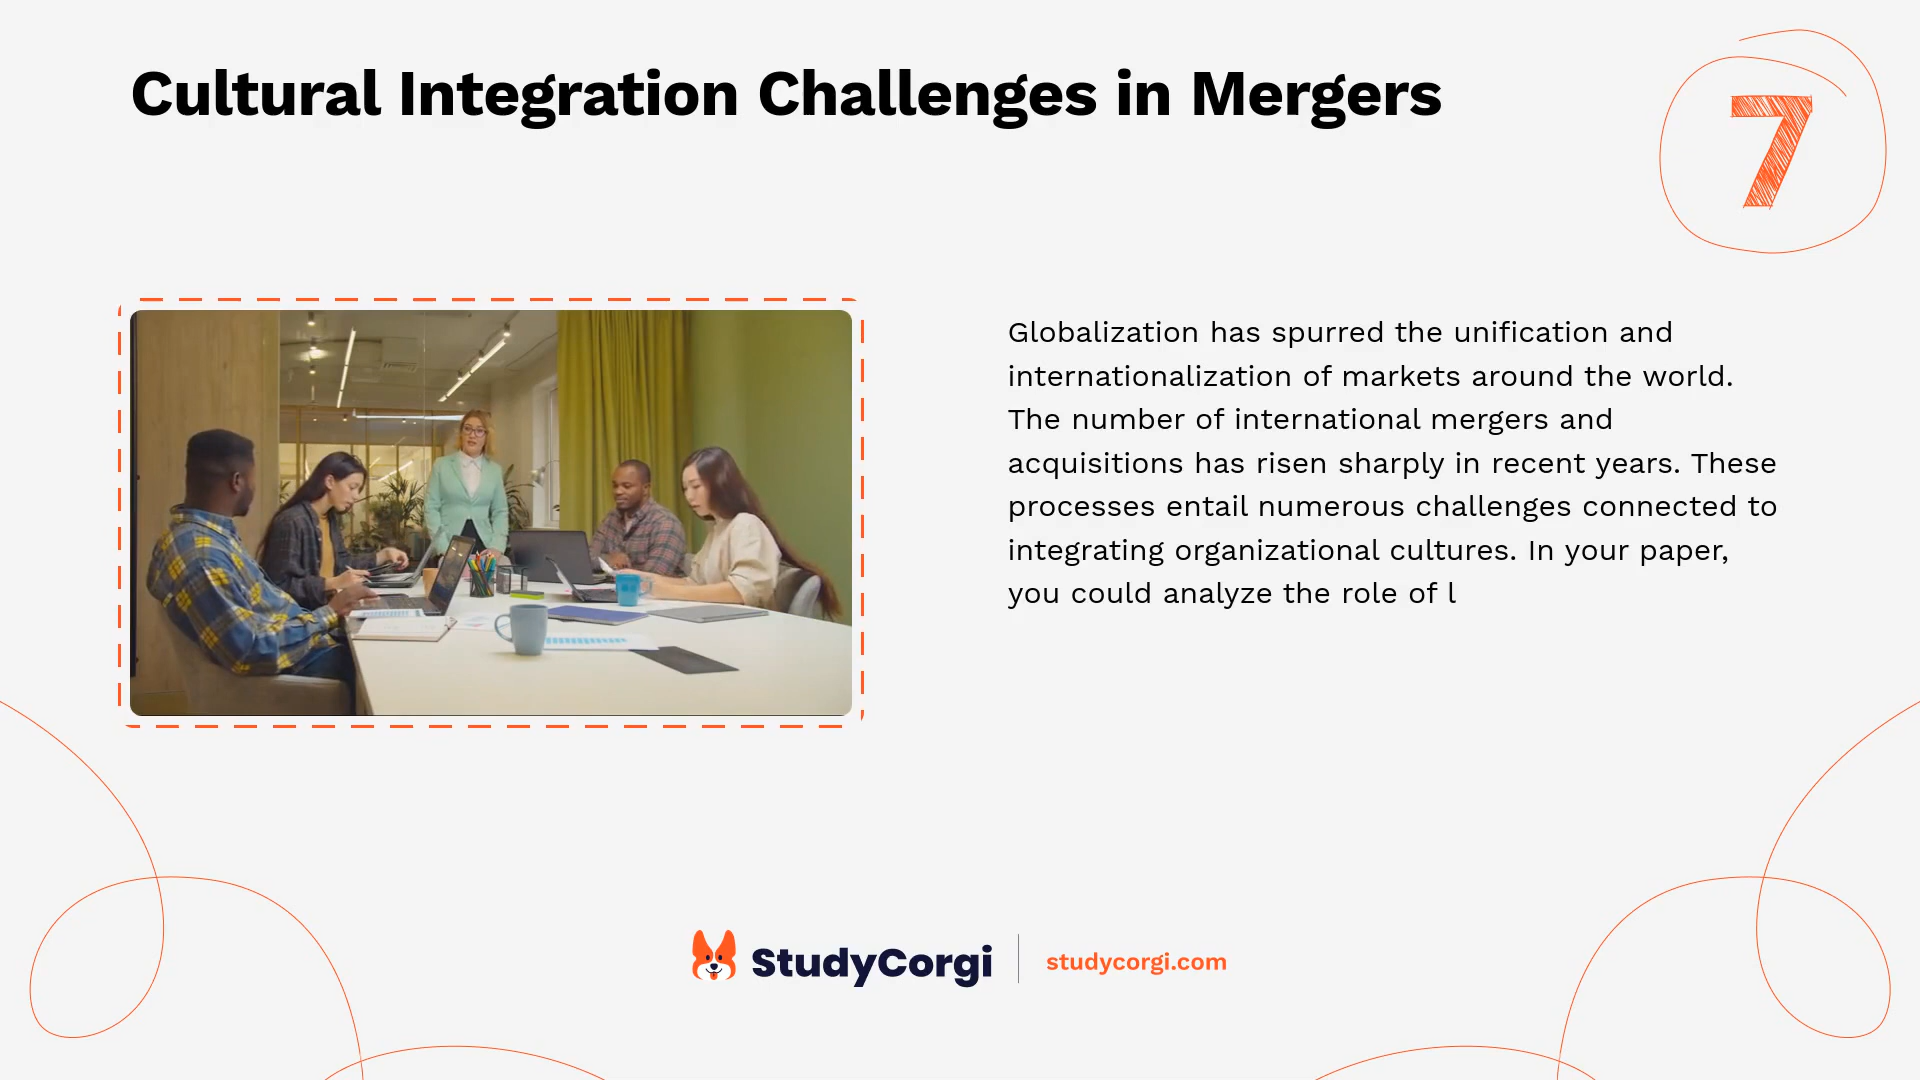 Cultural Integration Challenges in Mergers
7
Globalization has spurred the unification and
internationalization of markets around the world.
The number of international mergers and
acquisitions has risen sharply in recent years. These
processes entail numerous challenges connected to
integrating organizational cultures. In your paper,
you could analyze the role of l
StudyCorgi
studycorgi.com